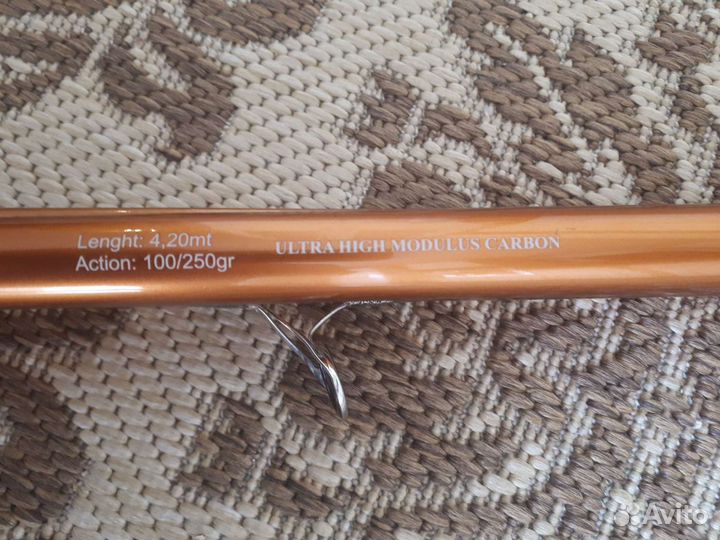 Lenght: 4,20mt
Action: 100/250gr
ULTRA HIGH MODULUS CARBON
Avito